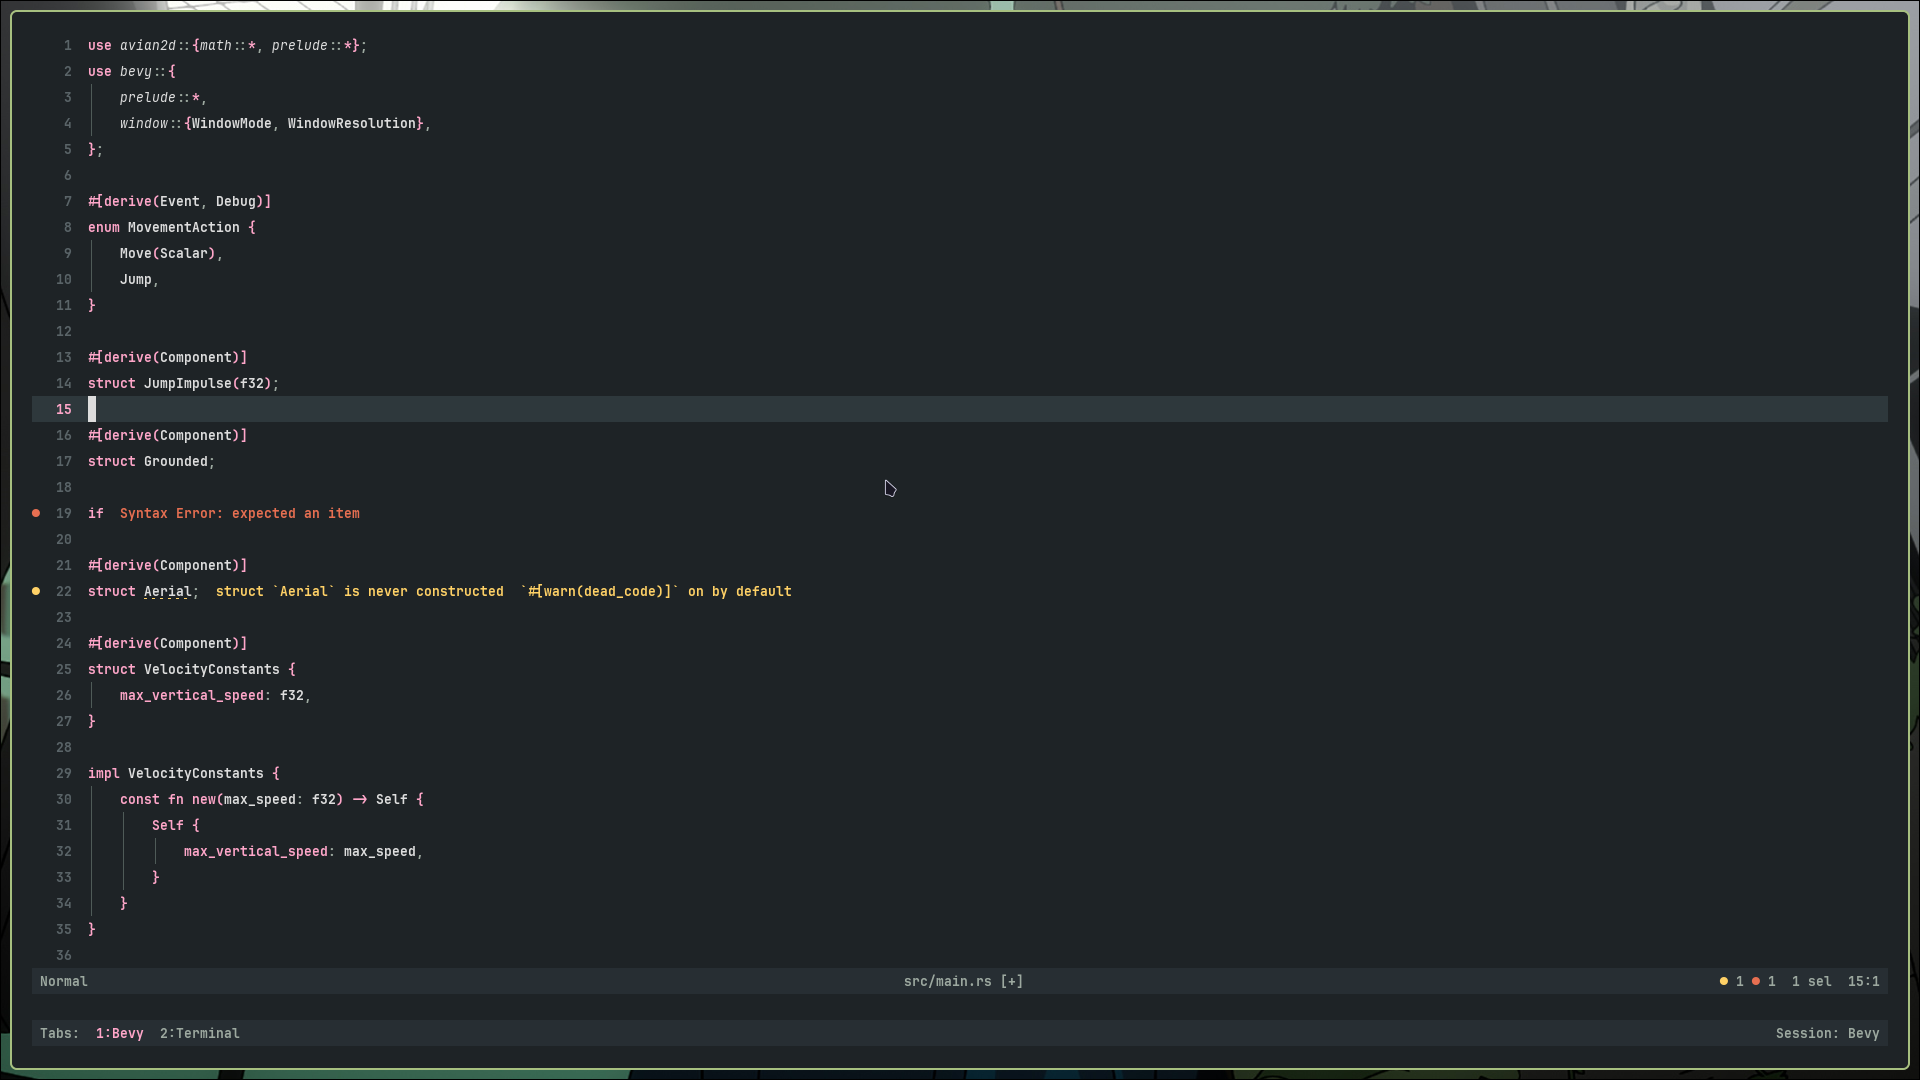 1 use avian2d::{math::*, prelude::*};
2 use bevy::{
3 prelude::*,
4 window::{WindowMode, WindowResolution},
5 };
6
7 #[derive(Event, Debug)]
8 enum MovementAction {
9 Move(Scalar),
10 Jump,
11 }
12
13 #[derive(Component)]
14 struct JumpImpulse(f32);
15
16 #[derive(Component)]
17 struct Grounded;
18
19 if Syntax Error: expected an item
20
21 #[derive(Component)]
22 struct Aerial; struct `Aerial` is never constructed `#[warn(dead_code)]` on by default
23
24 #[derive(Component)]
25 struct VelocityConstants {
26 max_vertical_speed: f32,
27 }
28
29 impl VelocityConstants {
30 const fn new(max_speed: f32) -> Self {
31 Self {
32 max_vertical_speed: max_speed,
33 }
34 }
35 }
36
Normal src/main.rs [+] 1 1 1 sel 15:1
Tabs: 1:Bevy 2:Terminal Session: Bevy